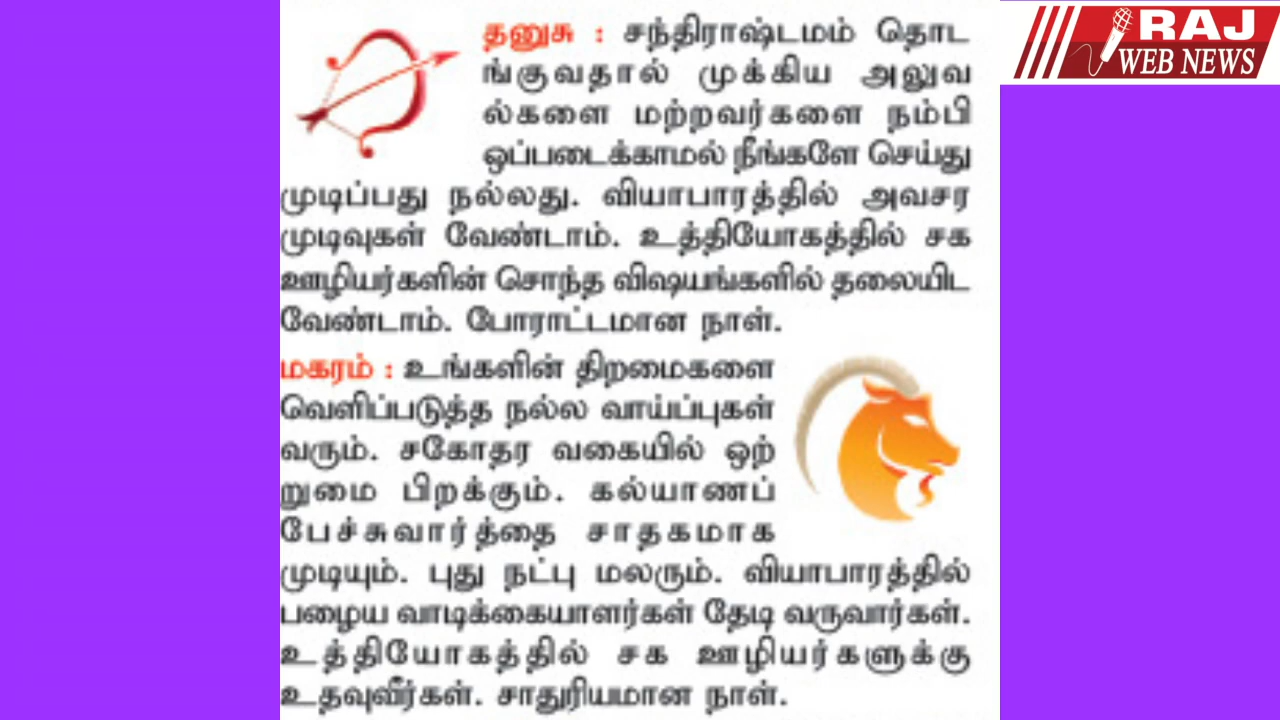 தனுசு : சந்திராஷ்டமம் தொட
ங்குவதால் முக்கிய அலுவ
ல்களை மற்றவர்களை நம்பி
ஒப்படைக்காமல் நீங்களே செய்து
முடிப்பது நல்லது. வியாபாரத்தில் அவசர
முடிவுகள் வேண்டாம். உத்தியோகத்தில் சக
ஊழியர்களின் சொந்த விஷயங்களில் தலையிட
வேண்டாம். போராட்டமான நாள்.
மகரம் : உங்களின் திறமைகளை
வெளிப்படுத்த நல்ல வாய்ப்புகள்
வரும். சகோதர வகையில் ஒற்
றுமை பிறக்கும். கல்யாணப்
பேச்சுவார்த்தை சாதகமாக
முடியும். புது நட்பு மலரும். வியாபாரத்தில்
பழைய வாடிக்கையாளர்கள் தேடி வருவார்கள்.
உத்தியோகத்தில் சக ஊழியர்களுக்கு
உதவுவீர்கள். சாதுரியமான நாள்.
RAJ
WEB NEWS